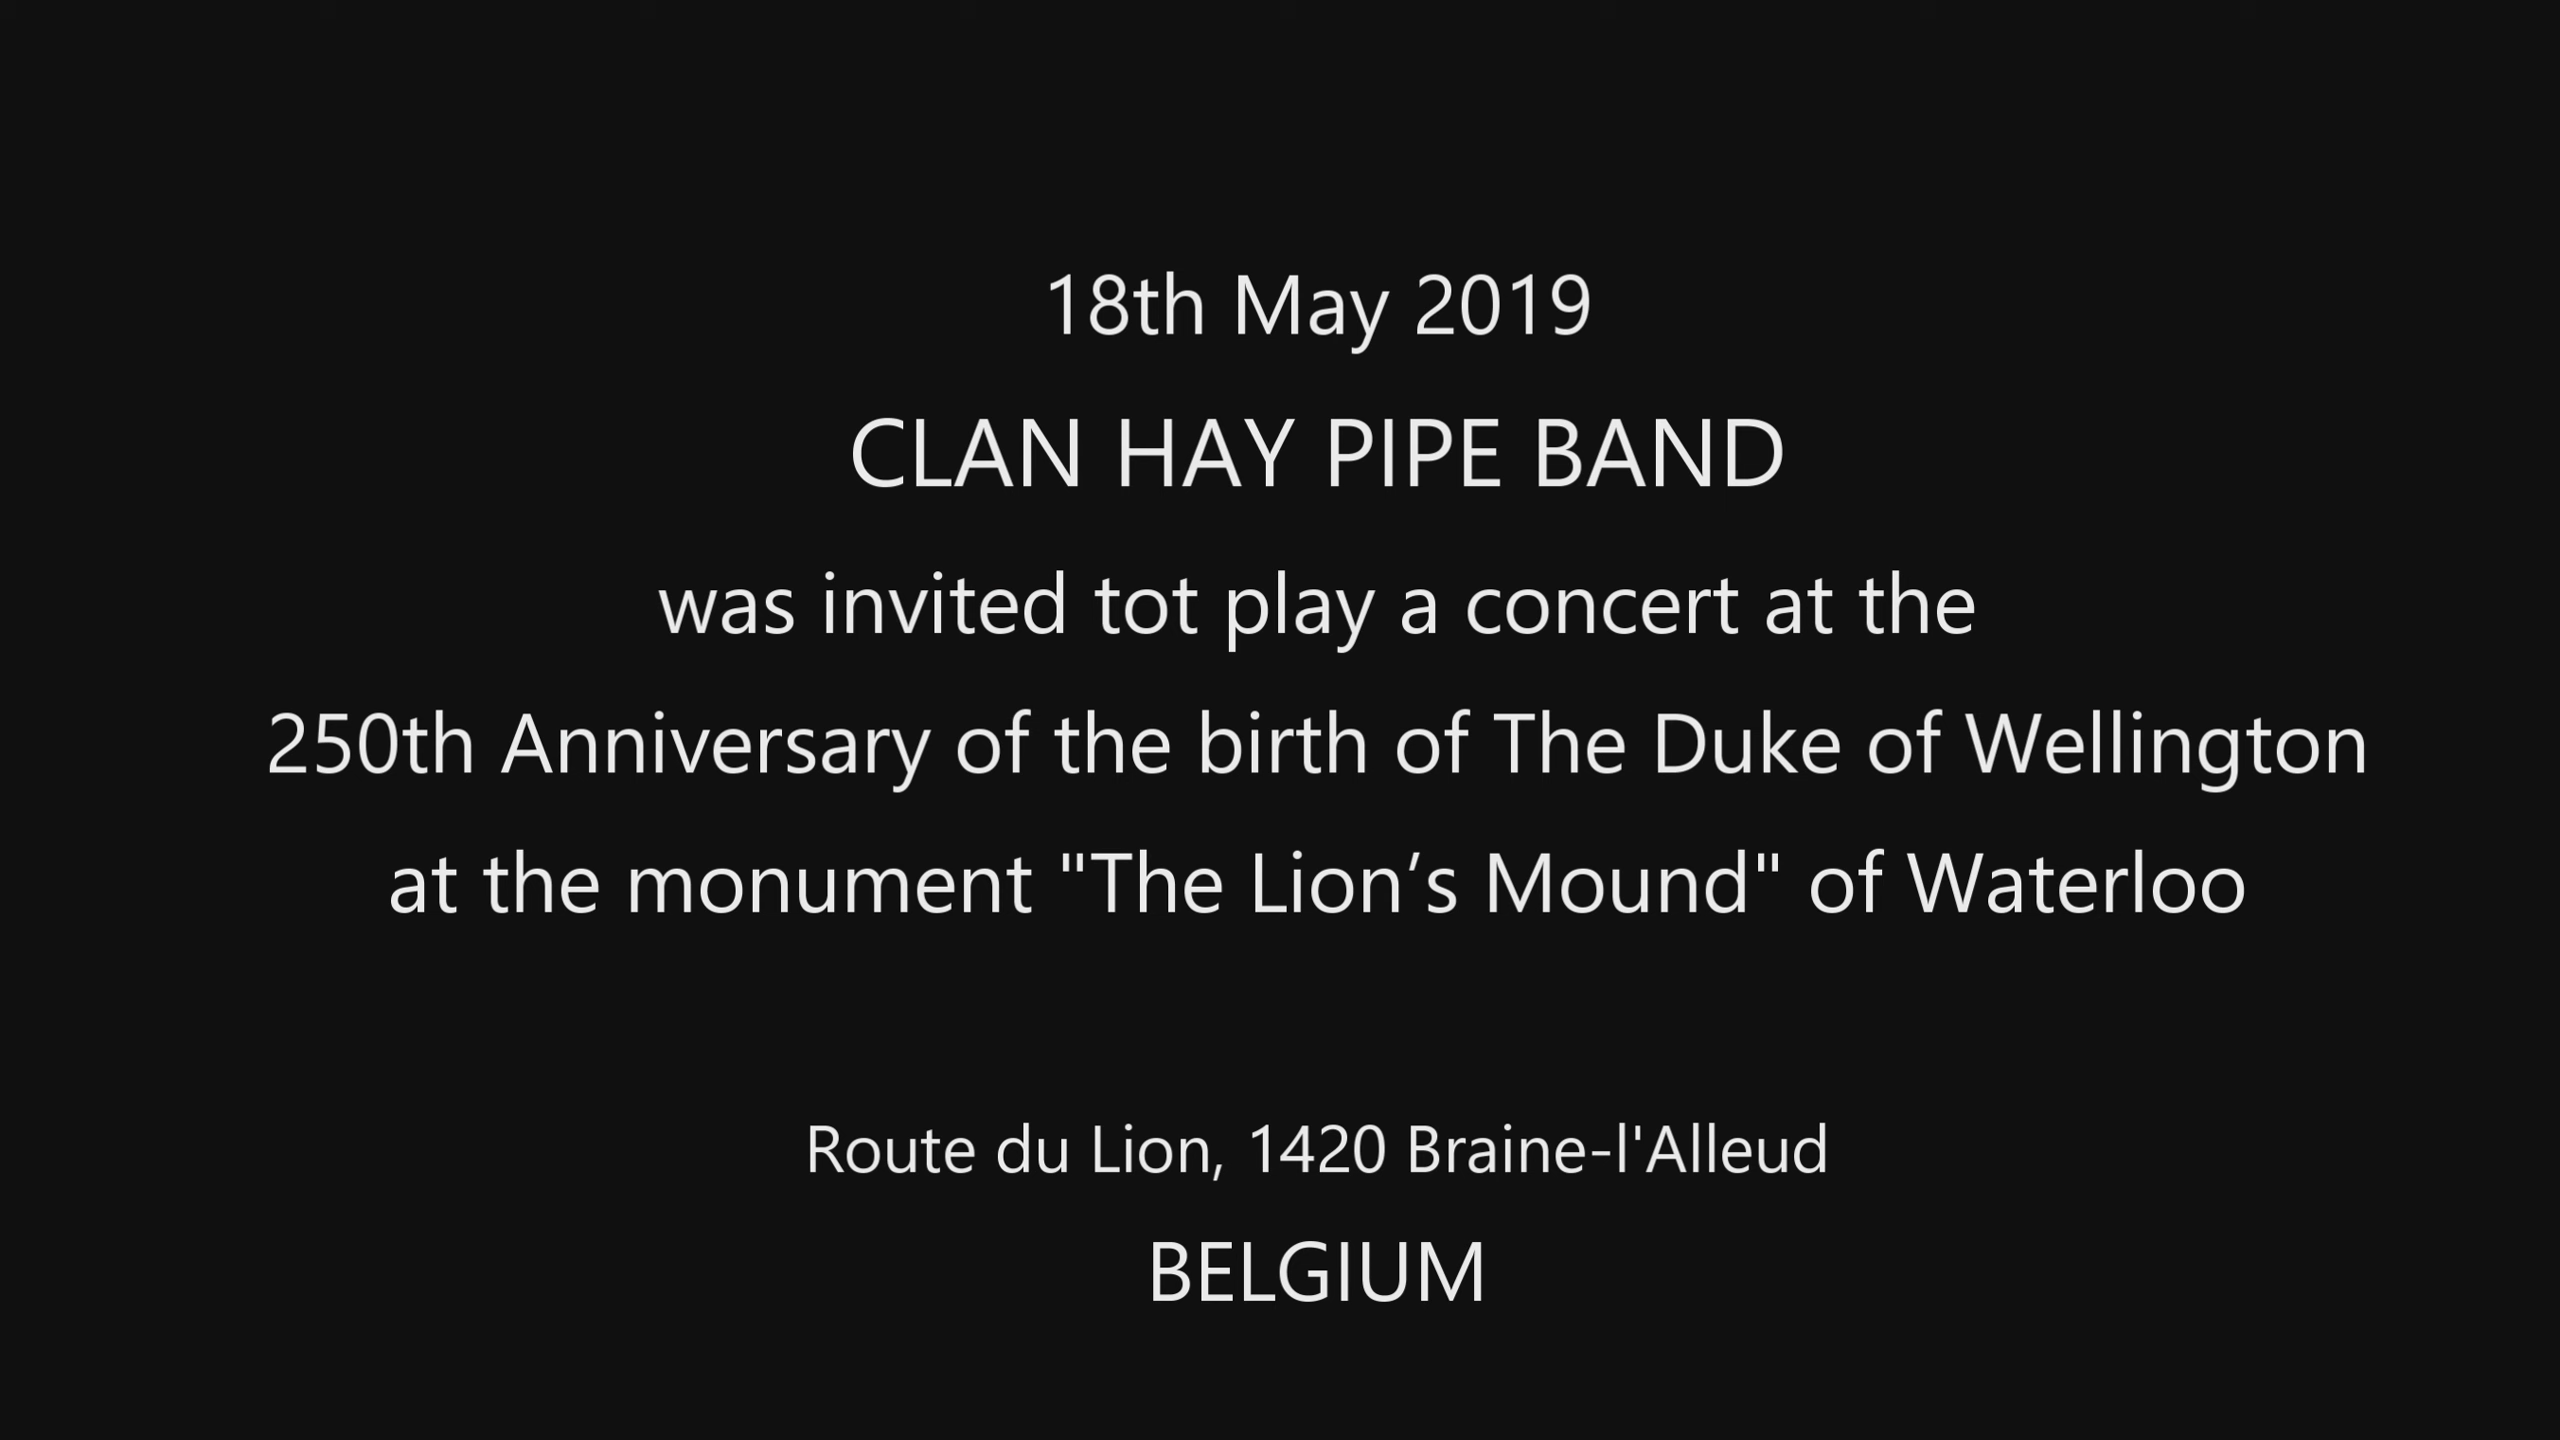 18th May 2019
CLAN HAY PIPE BAND
was invited tot play a concert at the
250th Anniversary of the birth of The Duke of Wellington
at the monument "The Lion’s Mound" of Waterloo
Route du Lion, 1420 Braine-l'Alleud
BELGIUM